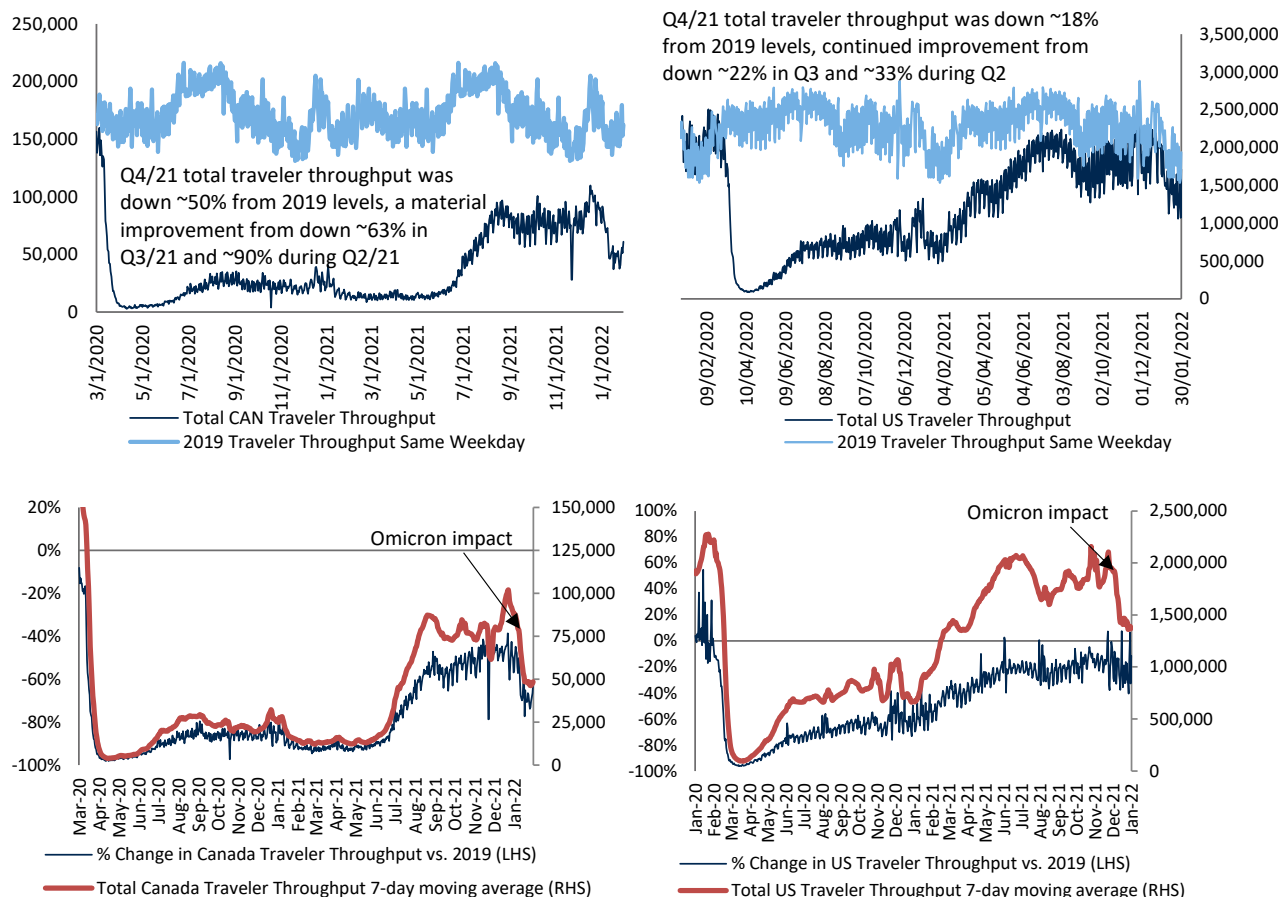 250,000
200,000
150,000
100,000
50,000
0
Q4/21 total traveler throughput was
down ~50% from 2019 levels, a material
improvement from down ~63% in
Q3/21 and ~90% during Q2/21
3/1/2020
5/1/2020
7/1/2020
9/1/2020
11/1/2020
1/1/2021
3/1/2021
5/1/2021
7/1/2021
9/1/2021
11/1/2021
1/1/2022
Total CAN Traveler Throughput
2019 Traveler Throughput Same Weekday
Q4/21 total traveler throughput was down ~18%
from 2019 levels, continued improvement from
down ~22% in Q3 and ~33% during Q2
3,500,000
3,000,000
2,500,000
2,000,000
1,500,000
1,000,000
500,000
0
09/02/2020
10/04/2020
09/06/2020
08/08/2020
07/10/2020
06/12/2020
04/02/2021
05/04/2021
04/06/2021
03/08/2021
02/10/2021
01/12/2021
30/01/2022
Total US Traveler Throughput
2019 Traveler Throughput Same Weekday
20%
0%
-20%
-40%
-60%
-80%
-100%
Omicron impact
150,000
125,000
100,000
75,000
50,000
25,000
0
Mar-20
Apr-20
May-20
Jun-20
Jul-20
Aug-20
Sep-20
Oct-20
Nov-20
Dec-20
Jan-21
Feb-21
Mar-21
Apr-21
May-21
Jun-21
Jul-21
Aug-21
Sep-21
Oct-21
Nov-21
Dec-21
Jan-22
% Change in Canada Traveler Throughput vs. 2019 (LHS)
Total Canada Traveler Throughput 7-day moving average (RHS)
100%
80%
60%
40%
20%
0%
-20%
-40%
-60%
-80%
-100%
Omicron impact
2,500,000
2,000,000
1,500,000
1,000,000
500,000
0
Jan-20
Feb-20
Mar-20
Apr-20
May-20
Jun-20
Jul-20
Aug-20
Sep-20
Oct-20
Nov-20
Dec-20
Jan-21
Feb-21
Mar-21
Apr-21
May-21
Jun-21
Jul-21
Aug-21
Sep-21
Oct-21
Nov-21
Dec-21
Jan-22
% Change in US Traveler Throughput vs. 2019 (LHS)
Total US Traveler Throughput 7-day moving average (RHS)